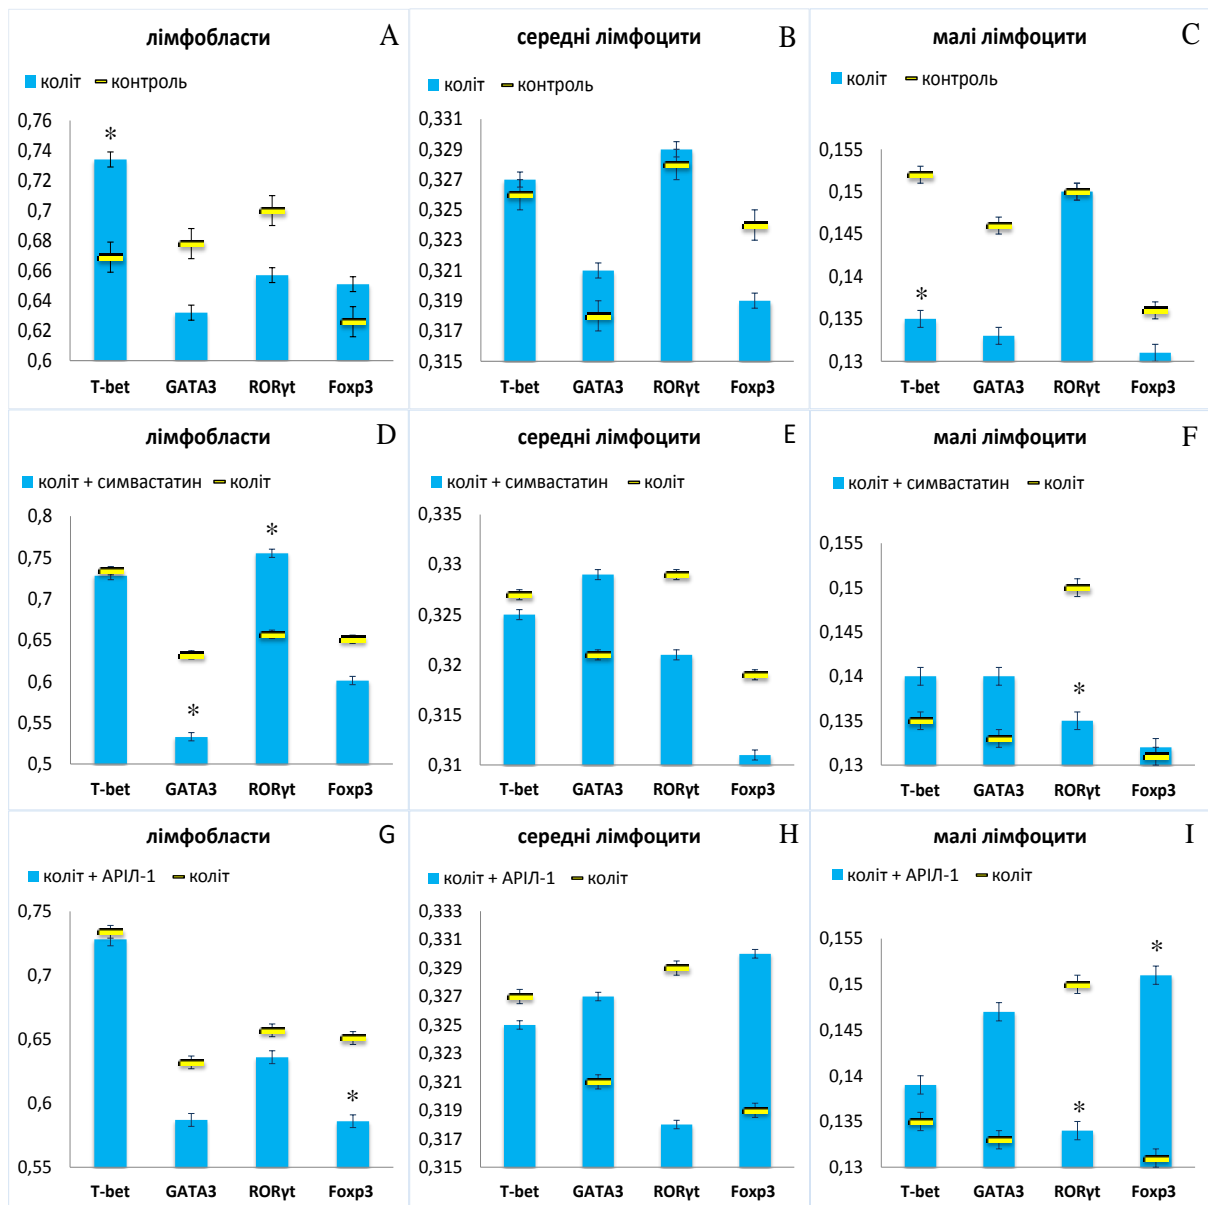 лімфобласти A
коліт контроль
0,76
0,74
0,72
0,7
0,68
0,66
0,64
0,62
0,6
*
T-bet GATA3 RORγt Foxp3
середні лімфоцити B
коліт контроль
0,331
0,329
0,327
0,325
0,323
0,321
0,319
0,317
0,315
T-bet GATA3 RORγt Foxp3
малі лімфоцити C
коліт контроль
0,155
0,15
0,145
0,14
0,135
0,13
*
T-bet GATA3 RORγt Foxp3
лімфобласти D
коліт + симвастатин коліт
0,8
0,75
0,7
0,65
0,6
0,55
0,5
* *
T-bet GATA3 RORγt Foxp3
середні лімфоцити E
коліт + симвастатин коліт
0,335
0,33
0,325
0,32
0,315
0,31
T-bet GATA3 RORγt Foxp3
малі лімфоцити F
коліт + симвастатин коліт
0,155
0,15
0,145
0,14
0,135
0,13
*
T-bet GATA3 RORγt Foxp3
лімфобласти G
коліт + АРІЛ-1 коліт
0,75
0,7
0,65
0,6
0,55
*
T-bet GATA3 RORγt Foxp3
середні лімфоцити H
коліт + АРІЛ-1 коліт
0,333
0,331
0,329
0,327
0,325
0,323
0,321
0,319
0,317
0,315
T-bet GATA3 RORγt Foxp3
малі лімфоцити I
коліт + АРІЛ-1 коліт
0,155
0,15
0,145
0,14
0,135
0,13
* *
T-bet GATA3 RORγt Foxp3